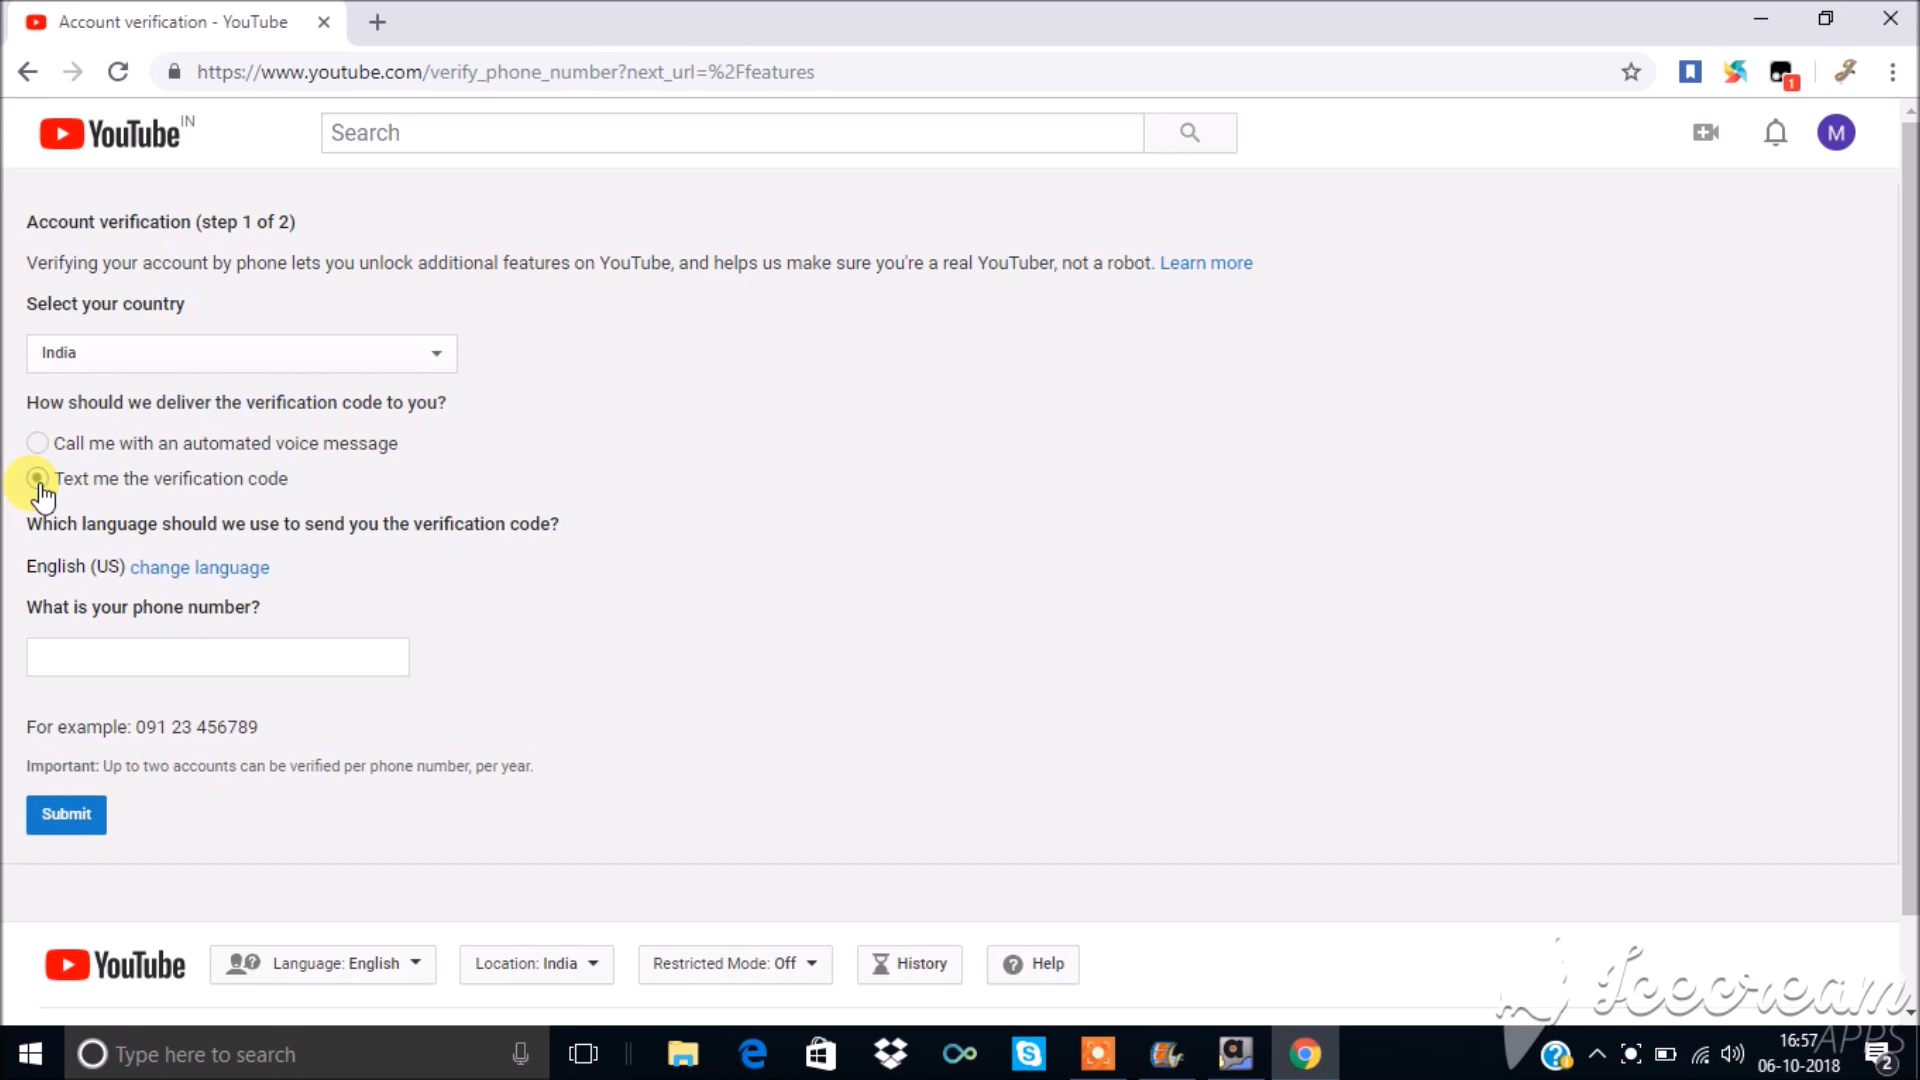 Account verification - YouTube
https://www.youtube.com/verify_phone_number?next_url=%2Ffeatures
1
YouTube IN
Search
M
Account verification (step 1 of 2)
Verifying your account by phone lets you unlock additional features on YouTube, and helps us make sure you're a real YouTuber, not a robot. Learn more
Select your country
India
How should we deliver the verification code to you?
Call me with an automated voice message
Text me the verification code
Which language should we use to send you the verification code?
English (US) change language
What is your phone number?
For example: 091 23 456789
Important: Up to two accounts can be verified per phone number, per year.
Submit
YouTube
Language: English
Location: India
Restricted Mode: Off
History
Help
Icecream
APPS
Type here to search
16:57
06-10-2018
2